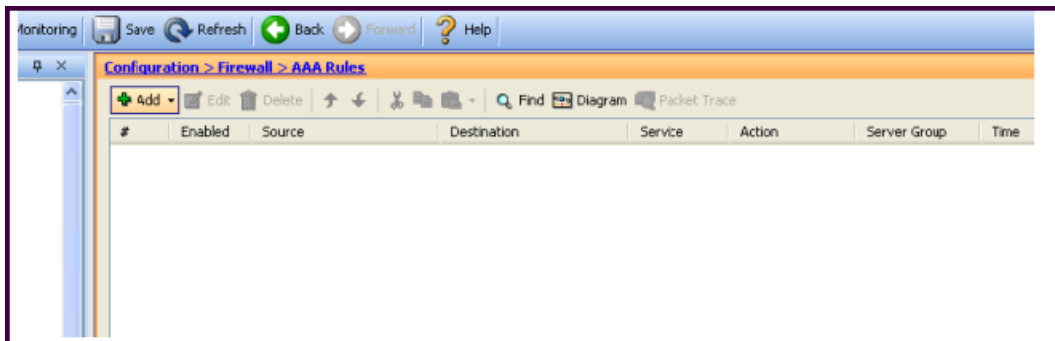 Monitoring Save Refresh Back Forward Help
Configuration > Firewall > AAA Rules
Add Edit Delete Find Diagram Packet Trace
# Enabled Source Destination Service Action Server Group Time